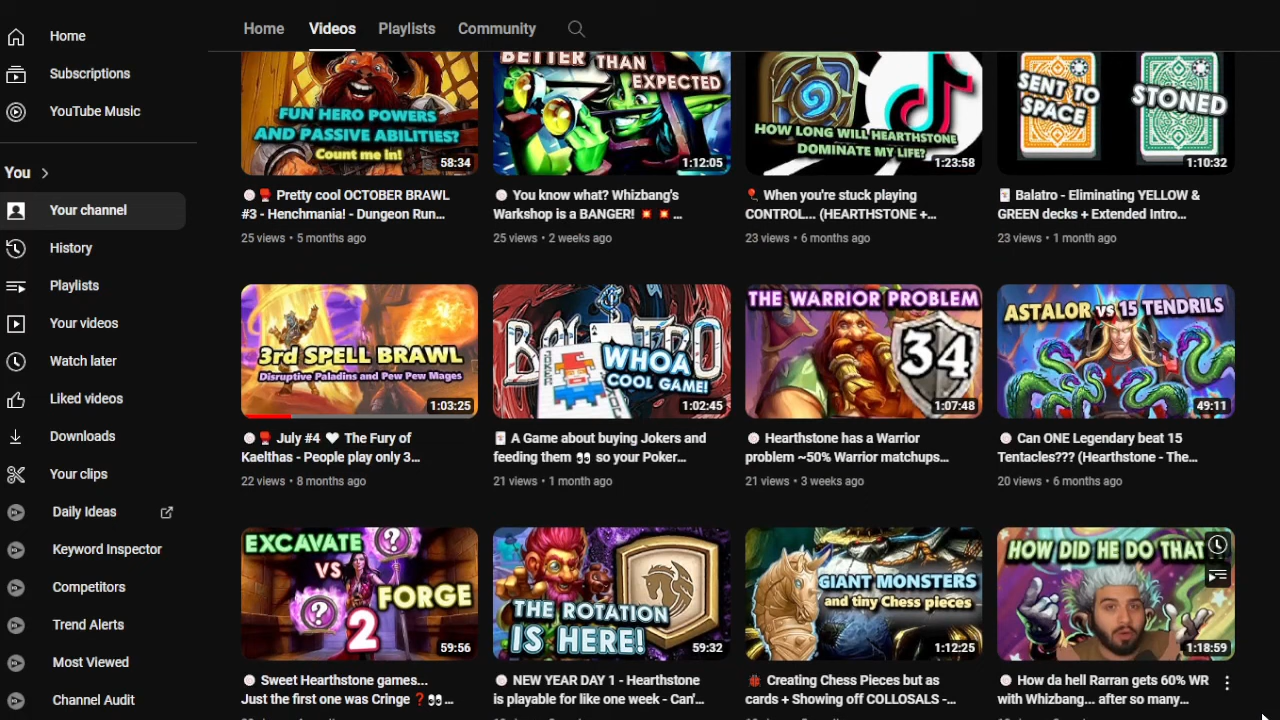 Home
Videos
Playlists
Community
Home
Subscriptions
YouTube Music
You
Your channel
History
Playlists
Your videos
Watch later
Liked videos
Downloads
Your clips
Daily Ideas
Keyword Inspector
Competitors
Trend Alerts
Most Viewed
Channel Audit
FUN HERO POWERS
AND PASSIVE ABILITIES?
Count me in!
58:34
Pretty cool OCTOBER BRAWL
#3 - Henchmania! - Dungeon Run...
25 views • 5 months ago
BETTER THAN
EXPECTED
1:12:05
You know what? Whizbang's
Warkshop is a BANGER! 💥 💥 ...
25 views • 2 weeks ago
HOW LONG WILL HEARTHSTONE
DOMINATE MY LIFE?
1:23:58
When you're stuck playing
CONTROL... (HEARTHSTONE +...
23 views • 6 months ago
SENT TO
SPACE
STONED
1:10:32
🃏 Balatro - Eliminating YELLOW &
GREEN decks + Extended Intro...
23 views • 1 month ago
3rd SPELL BRAWL
Disruptive Paladins and Pew Pew Mages
1:03:25
July #4 🤍 The Fury of
Kaelthas - People play only 3...
22 views • 8 months ago
BALATRO
WHOA
COOL GAME!
JOKER
1:02:45
🃏 A Game about buying Jokers and
feeding them 👀 so your Poker...
21 views • 1 month ago
THE WARRIOR PROBLEM
34
1:07:48
Hearthstone has a Warrior
problem ~50% Warrior matchups...
21 views • 3 weeks ago
ASTALOR vs 15 TENDRILS
49:11
Can ONE Legendary beat 15
Tentacles??? (Hearthstone - The...
20 views • 6 months ago
EXCAVATE
VS
FORGE
2
59:56
Sweet Hearthstone games...
Just the first one was Cringe ❓👀...
THE ROTATION
IS HERE!
59:32
NEW YEAR DAY 1 - Hearthstone
is playable for like one week - Can'...
GIANT MONSTERS
and tiny Chess pieces
1:12:25
Creating Chess Pieces but as
cards + Showing off COLLOSALS -...
HOW DID HE DO THAT
1:18:59
How da hell Rarran gets 60% WR
with Whizbang... after so many...